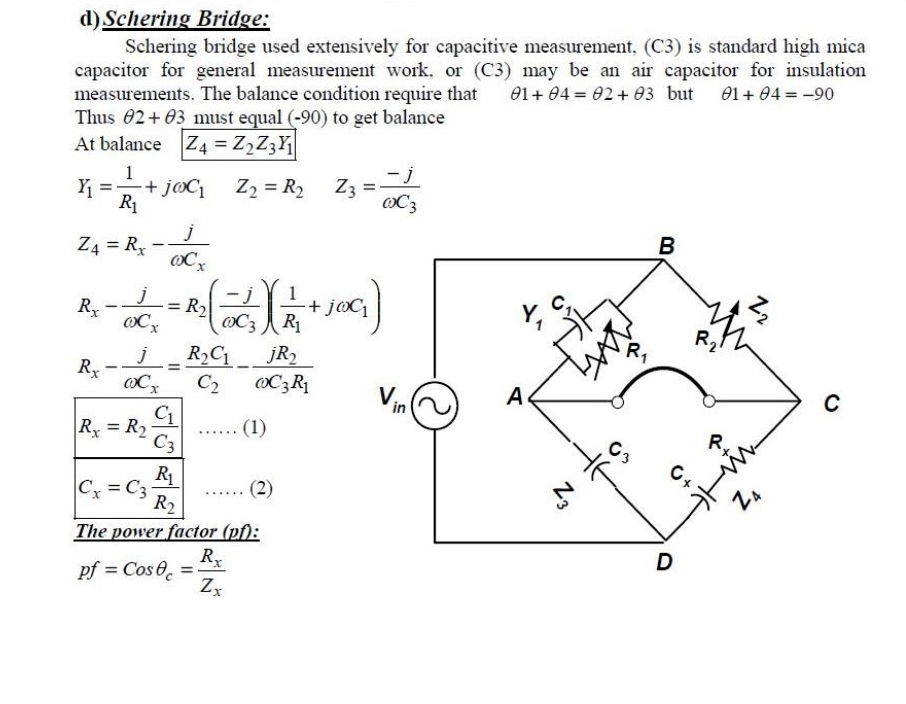 d) Schering Bridge:
Schering bridge used extensively for capacitive measurement, (C3) is standard high mica
capacitor for general measurement work, or (C3) may be an air capacitor for insulation
measurements. The balance condition require that θ1+ θ4 = θ2 + θ3 but θ1 + θ4 = –90
Thus θ2 + θ3 must equal (-90) to get balance
At balance Z₄ = Z₂Z₃Y₁
Y₁ = 1/R₁ + jωC₁ Z₂ = R₂ Z₃ = –j/ωC₃
Z₄ = Rₓ – j/ωCₓ
Rₓ – j/ωCₓ = R₂(–j/ωC₃)(1/R₁ + jωC₁)
Rₓ – j/ωCₓ = R₂C₁/C₂ – jR₂/ωC₃R₁
Rₓ = R₂ C₁/C₃ ...... (1)
Cₓ = C₃ R₁/R₂ ...... (2)
The power factor (pf):
pf = Cosθc = Rₓ/Zₓ
B
Y₁ C₁
R₁
R₂
Z₂
Vin
A
C
C₃
Z₃
Rₓ
Cₓ
Z₄
D